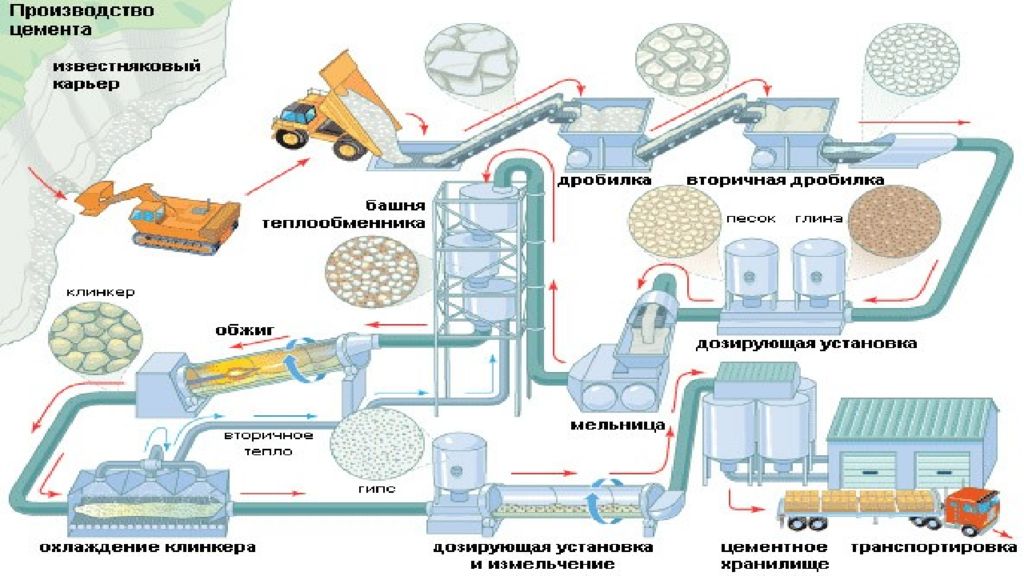 Производство
цемента
известняковый
карьер
дробилка
вторичная дробилка
башня
теплообменника
песок
глина
клинкер
обжиг
дозирующая установка
мельница
вторичное
тепло
гипс
охлаждение клинкера
дозирующая установка
и измельчение
цементное
хранилище
транспортировка